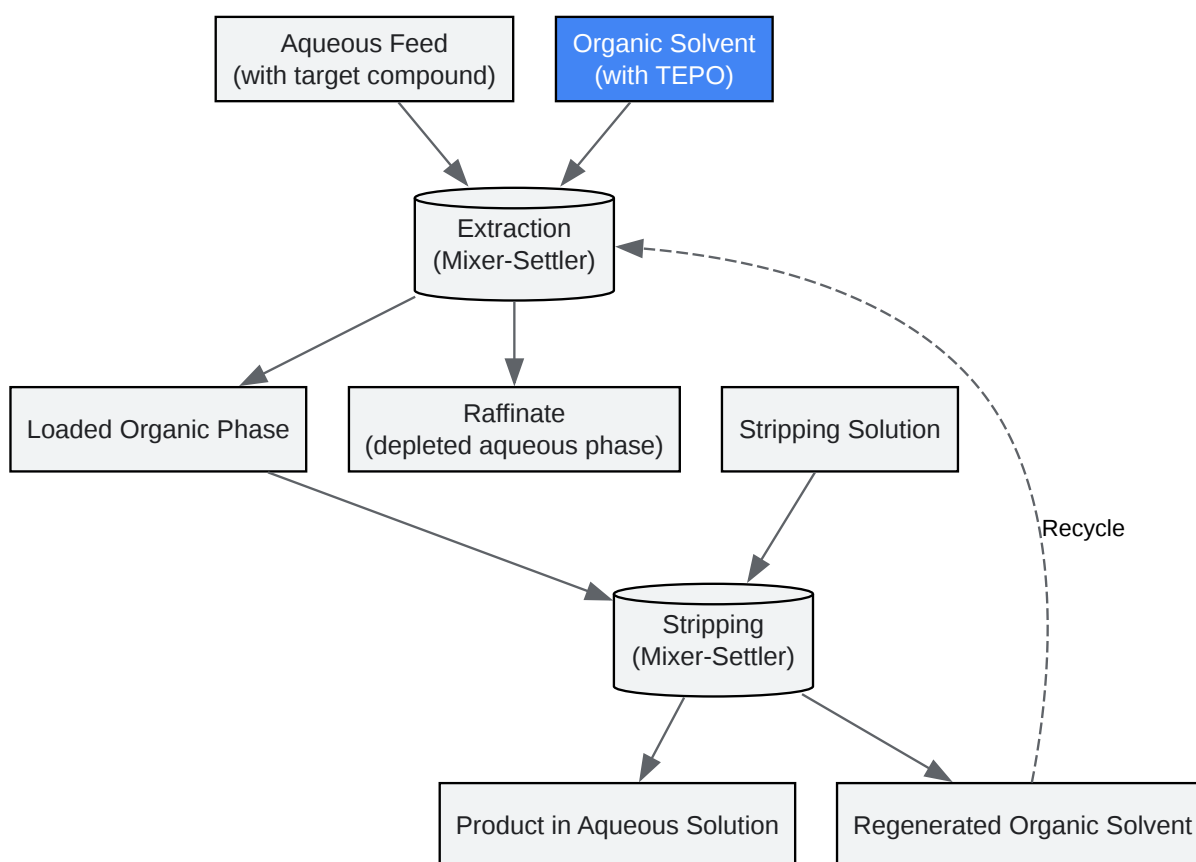 Aqueous Feed
(with target compound)
Organic Solvent
(with TEPO)
Extraction
(Mixer-Settler)
Loaded Organic Phase
Raffinate
(depleted aqueous phase)
Stripping Solution
Recycle
Stripping
(Mixer-Settler)
Product in Aqueous Solution
Regenerated Organic Solvent